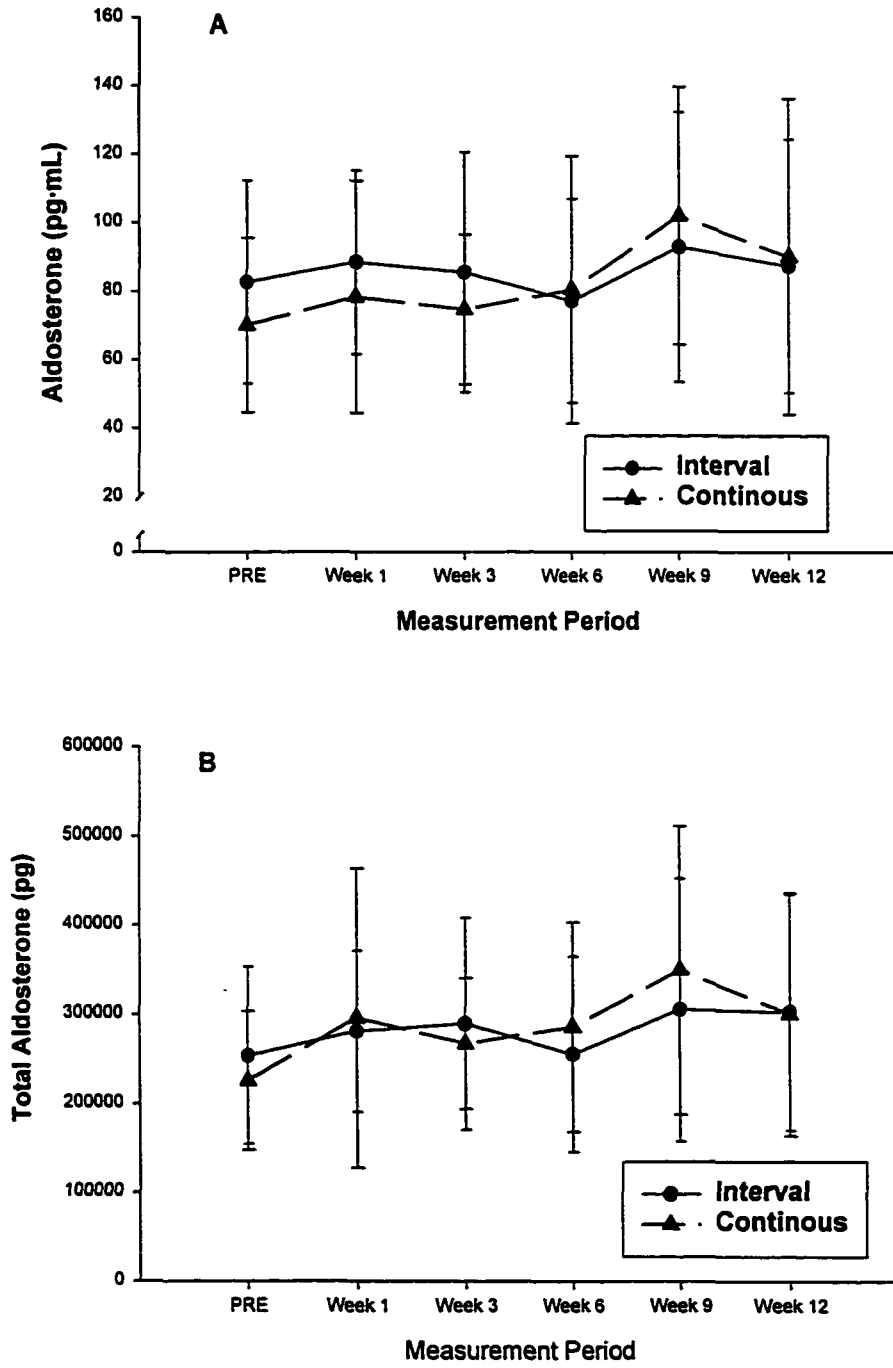 A
160
140
120
100
80
60
40
20
0
Aldosterone (pg·mL)
Interval
Continous
PRE Week 1 Week 3 Week 6 Week 9 Week 12
Measurement Period
B
600000
500000
400000
300000
200000
100000
0
Total Aldosterone (pg)
Interval
Continous
PRE Week 1 Week 3 Week 6 Week 9 Week 12
Measurement Period